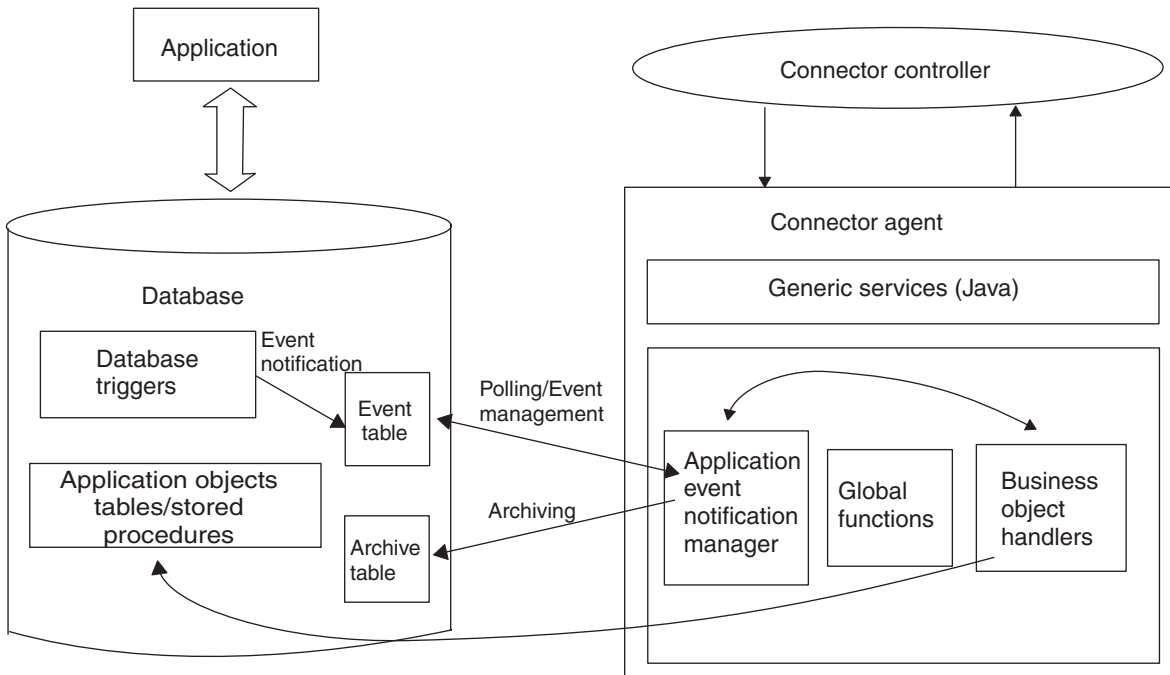 Application
Connector controller
Connector agent
Generic services (Java)
Database
Database
triggers
Event
notification
Event
table
Polling/Event
management
Application objects
tables/stored
procedures
Archive
table
Archiving
Application
event
notification
manager
Global
functions
Business
object
handlers